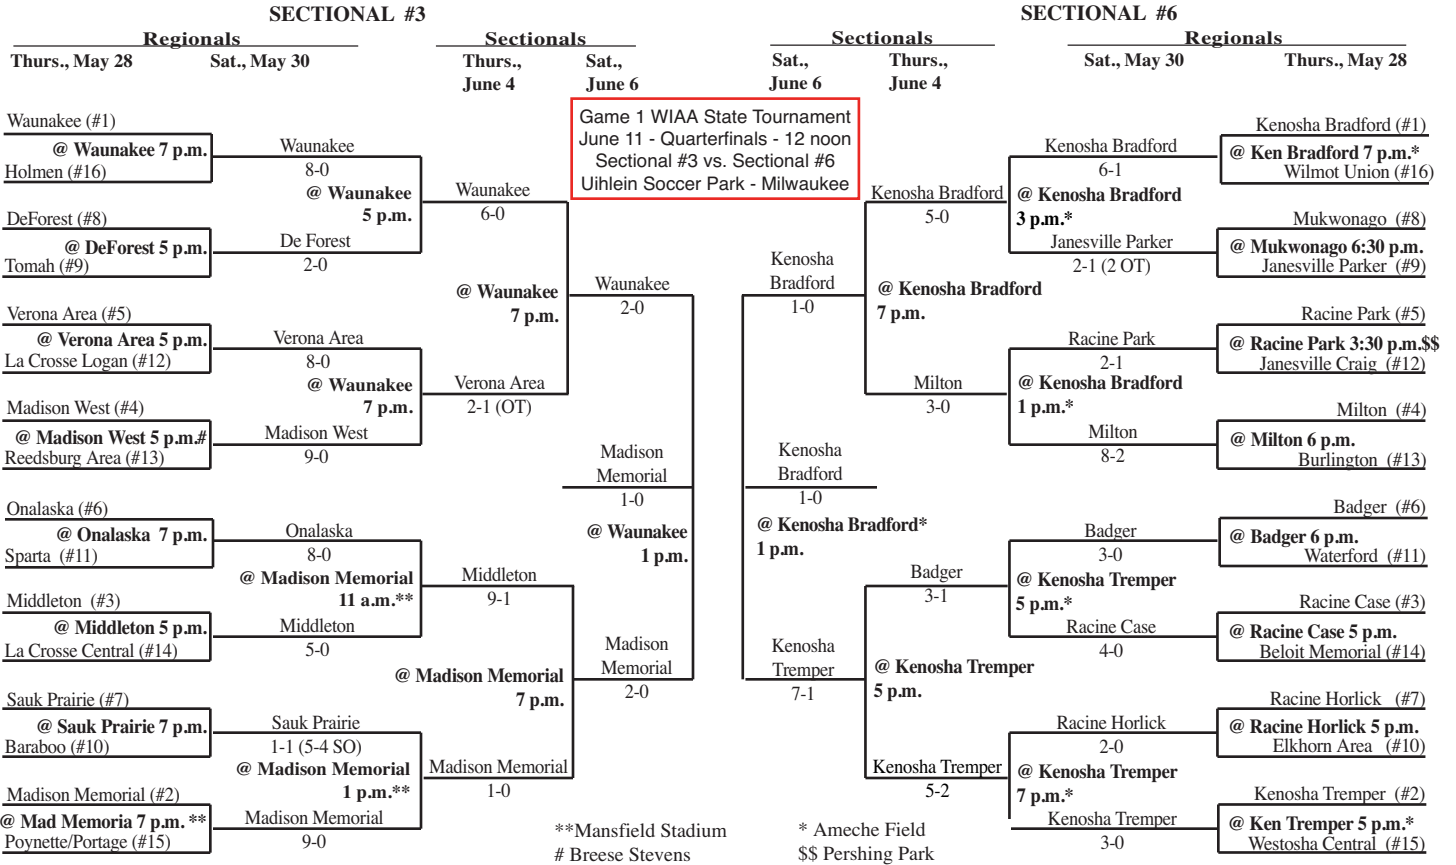 SECTIONAL #3
Regionals
Sectionals
Thurs., May 28
Sat., May 30
Thurs.,
June 4
Sat.,
June 6
Waunakee (#1)
@ Waunakee 7 p.m.
Holmen (#16)
DeForest (#8)
@ DeForest 5 p.m.
Tomah (#9)
Verona Area (#5)
@ Verona Area 5 p.m.
La Crosse Logan (#12)
Madison West (#4)
@ Madison West 5 p.m.#
Reedsburg Area (#13)
Onalaska (#6)
@ Onalaska 7 p.m.
Sparta (#11)
Middleton (#3)
@ Middleton 5 p.m.
La Crosse Central (#14)
Sauk Prairie (#7)
@ Sauk Prairie 7 p.m.
Baraboo (#10)
Madison Memorial (#2)
@ Mad Memoria 7 p.m. **
Poynette/Portage (#15)
Waunakee
8-0
@ Waunakee
5 p.m.
De Forest
2-0
Verona Area
8-0
@ Waunakee
7 p.m.
Madison West
9-0
Onalaska
8-0
@ Madison Memorial
11 a.m.**
Middleton
5-0
Sauk Prairie
1-1 (5-4 SO)
@ Madison Memorial
1 p.m.**
Madison Memorial
9-0
Waunakee
6-0
@ Waunakee
7 p.m.
Verona Area
2-1 (OT)
Middleton
9-1
@ Madison Memorial
7 p.m.
Madison Memorial
1-0
Waunakee
2-0
Madison
Memorial
1-0
@ Waunakee
1 p.m.
Madison
Memorial
2-0
Game 1 WIAA State Tournament
June 11 - Quarterfinals - 12 noon
Sectional #3 vs. Sectional #6
Uihlein Soccer Park - Milwaukee
SECTIONAL #6
Sectionals
Regionals
Sat.,
June 6
Thurs.,
June 4
Sat., May 30
Thurs., May 28
Kenosha
Bradford
1-0
Kenosha
Bradford
1-0
@ Kenosha Bradford*
1 p.m.
Kenosha
Tremper
7-1
Kenosha Bradford
5-0
@ Kenosha Bradford
7 p.m.
Milton
3-0
Badger
3-1
@ Kenosha Tremper
5 p.m.
Kenosha Tremper
5-2
Kenosha Bradford
6-1
@ Kenosha Bradford
3 p.m.*
Janesville Parker
2-1 (2 OT)
Racine Park
2-1
@ Kenosha Bradford
1 p.m.*
Milton
8-2
Badger
3-0
@ Kenosha Tremper
5 p.m.*
Racine Case
4-0
Racine Horlick
2-0
@ Kenosha Tremper
7 p.m.*
Kenosha Tremper
3-0
Kenosha Bradford (#1)
@ Ken Bradford 7 p.m.*
Wilmot Union (#16)
Mukwonago (#8)
@ Mukwonago 6:30 p.m.
Janesville Parker (#9)
Racine Park (#5)
@ Racine Park 3:30 p.m.$$
Janesville Craig (#12)
Milton (#4)
@ Milton 6 p.m.
Burlington (#13)
Badger (#6)
@ Badger 6 p.m.
Waterford (#11)
Racine Case (#3)
@ Racine Case 5 p.m.
Beloit Memorial (#14)
Racine Horlick (#7)
@ Racine Horlick 5 p.m.
Elkhorn Area (#10)
Kenosha Tremper (#2)
@ Ken Tremper 5 p.m.*
Westosha Central (#15)
**Mansfield Stadium
# Breese Stevens
* Ameche Field
$$ Pershing Park